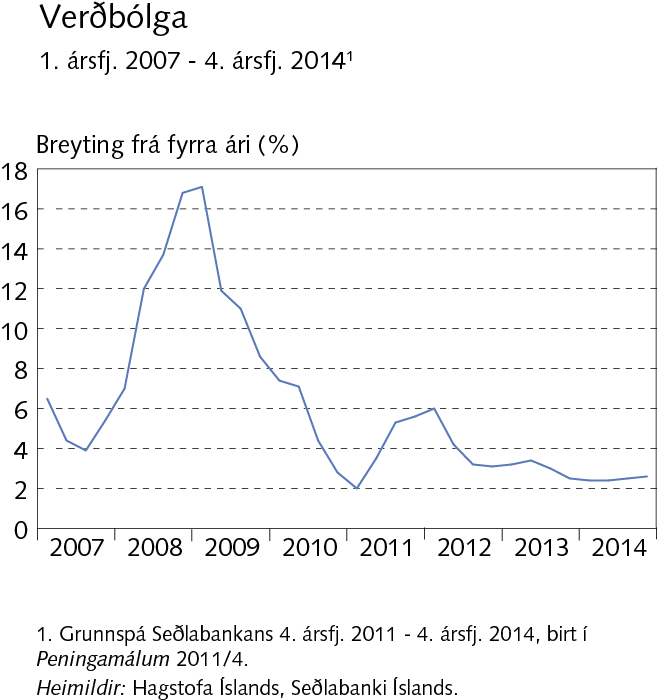 Verðbólga
1. ársfj. 2007 - 4. ársfj. 2014¹
Breyting frá fyrra ári (%)
18
16
14
12
10
8
6
4
2
0
2007 2008 2009 2010 2011 2012 2013 2014
1. Grunnspá Seðlabankans 4. ársfj. 2011 - 4. ársfj. 2014, birt í
Peningamálum 2011/4.
Heimildir: Hagstofa Íslands, Seðlabanki Íslands.